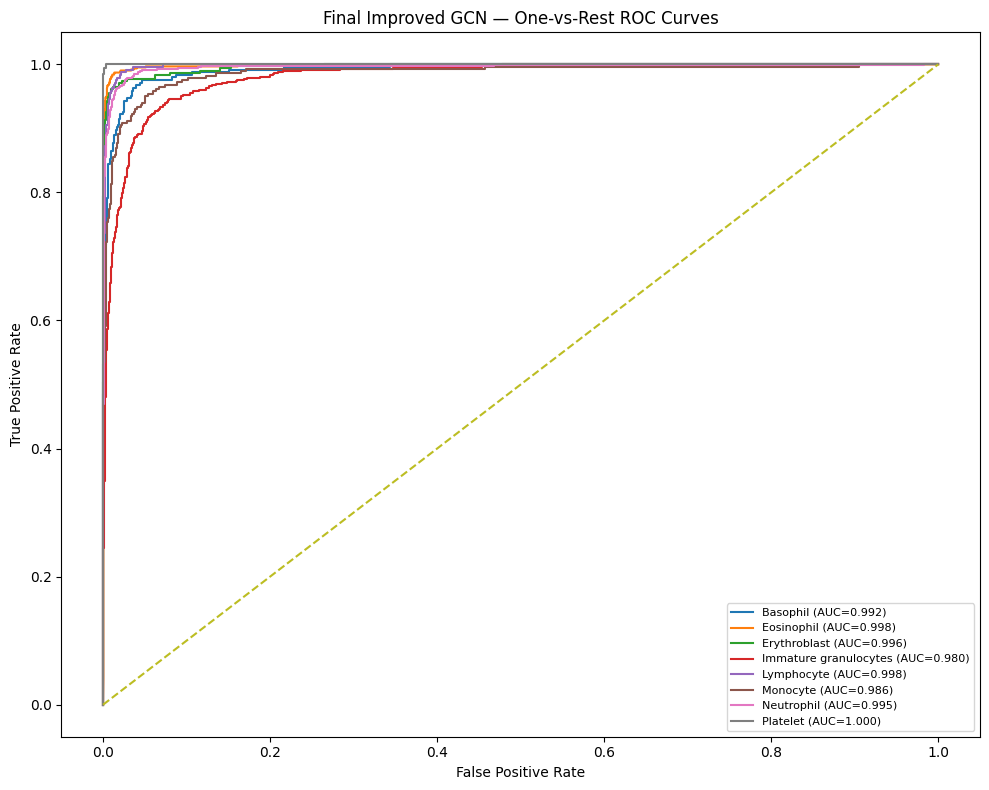 Final Improved GCN — One-vs-Rest ROC Curves
True Positive Rate
1.0
0.8
0.6
0.4
0.2
0.0
0.0 0.2 0.4 0.6 0.8 1.0
False Positive Rate
Basophil (AUC=0.992)
Eosinophil (AUC=0.998)
Erythroblast (AUC=0.996)
Immature granulocytes (AUC=0.980)
Lymphocyte (AUC=0.998)
Monocyte (AUC=0.986)
Neutrophil (AUC=0.995)
Platelet (AUC=1.000)